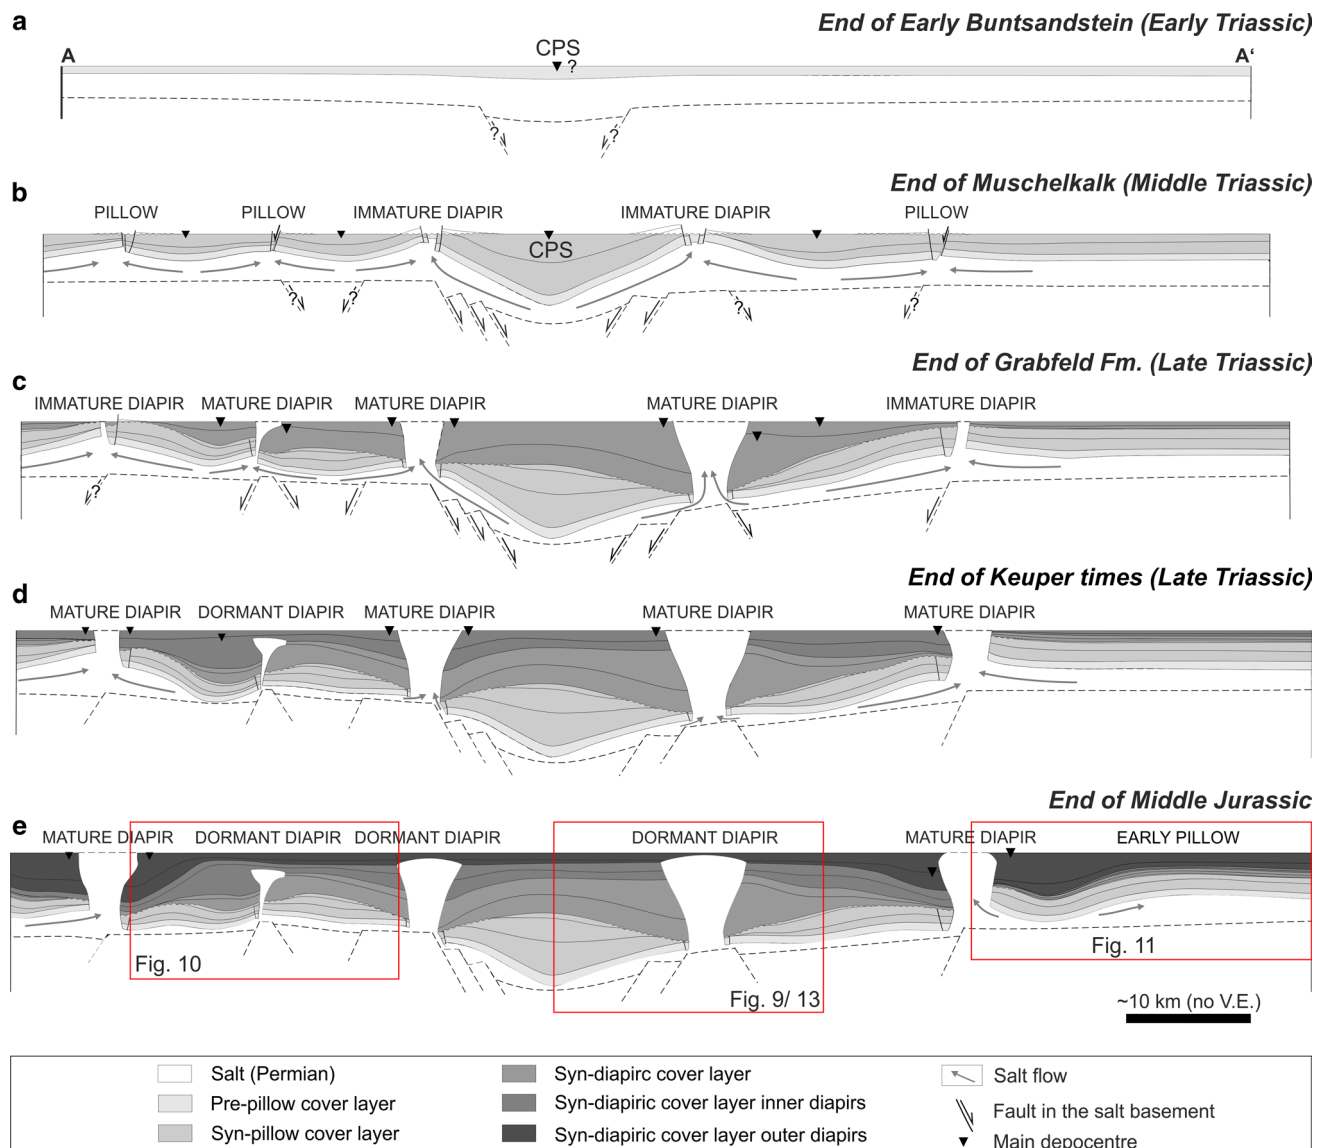 a
End of Early Buntsandstein (Early Triassic)
A
CPS
?
A‘
?
?
b
End of Muschelkalk (Middle Triassic)
PILLOW PILLOW IMMATURE DIAPIR IMMATURE DIAPIR PILLOW
CPS
? ? ? ?
c
End of Grabfeld Fm. (Late Triassic)
IMMATURE DIAPIR MATURE DIAPIR MATURE DIAPIR MATURE DIAPIR IMMATURE DIAPIR
?
d
End of Keuper times (Late Triassic)
MATURE DIAPIR DORMANT DIAPIR MATURE DIAPIR MATURE DIAPIR MATURE DIAPIR
e
End of Middle Jurassic
MATURE DIAPIR DORMANT DIAPIR DORMANT DIAPIR DORMANT DIAPIR MATURE DIAPIR EARLY PILLOW
Fig. 10
Fig. 9/ 13
Fig. 11
~10 km (no V.E.)
Salt (Permian)
Pre-pillow cover layer
Syn-pillow cover layer
Syn-diapirc cover layer
Syn-diapiric cover layer inner diapirs
Syn-diapiric cover layer outer diapirs
Salt flow
Fault in the salt basement
Main depocentre